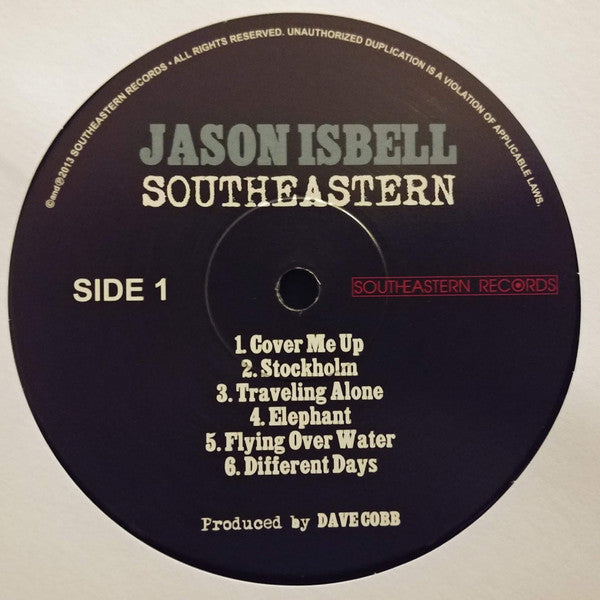 ©and℗2013 SOUTHEASTERN RECORDS • ALL RIGHTS RESERVED. UNAUTHORIZED DUPLICATION IS A VIOLATION OF APPLICABLE LAWS.
JASON ISBELL
SOUTHEASTERN
SIDE 1
SOUTHEASTERN RECORDS
1. Cover Me Up
2. Stockholm
3. Traveling Alone
4. Elephant
5. Flying Over Water
6. Different Days
Produced by DAVE COBB